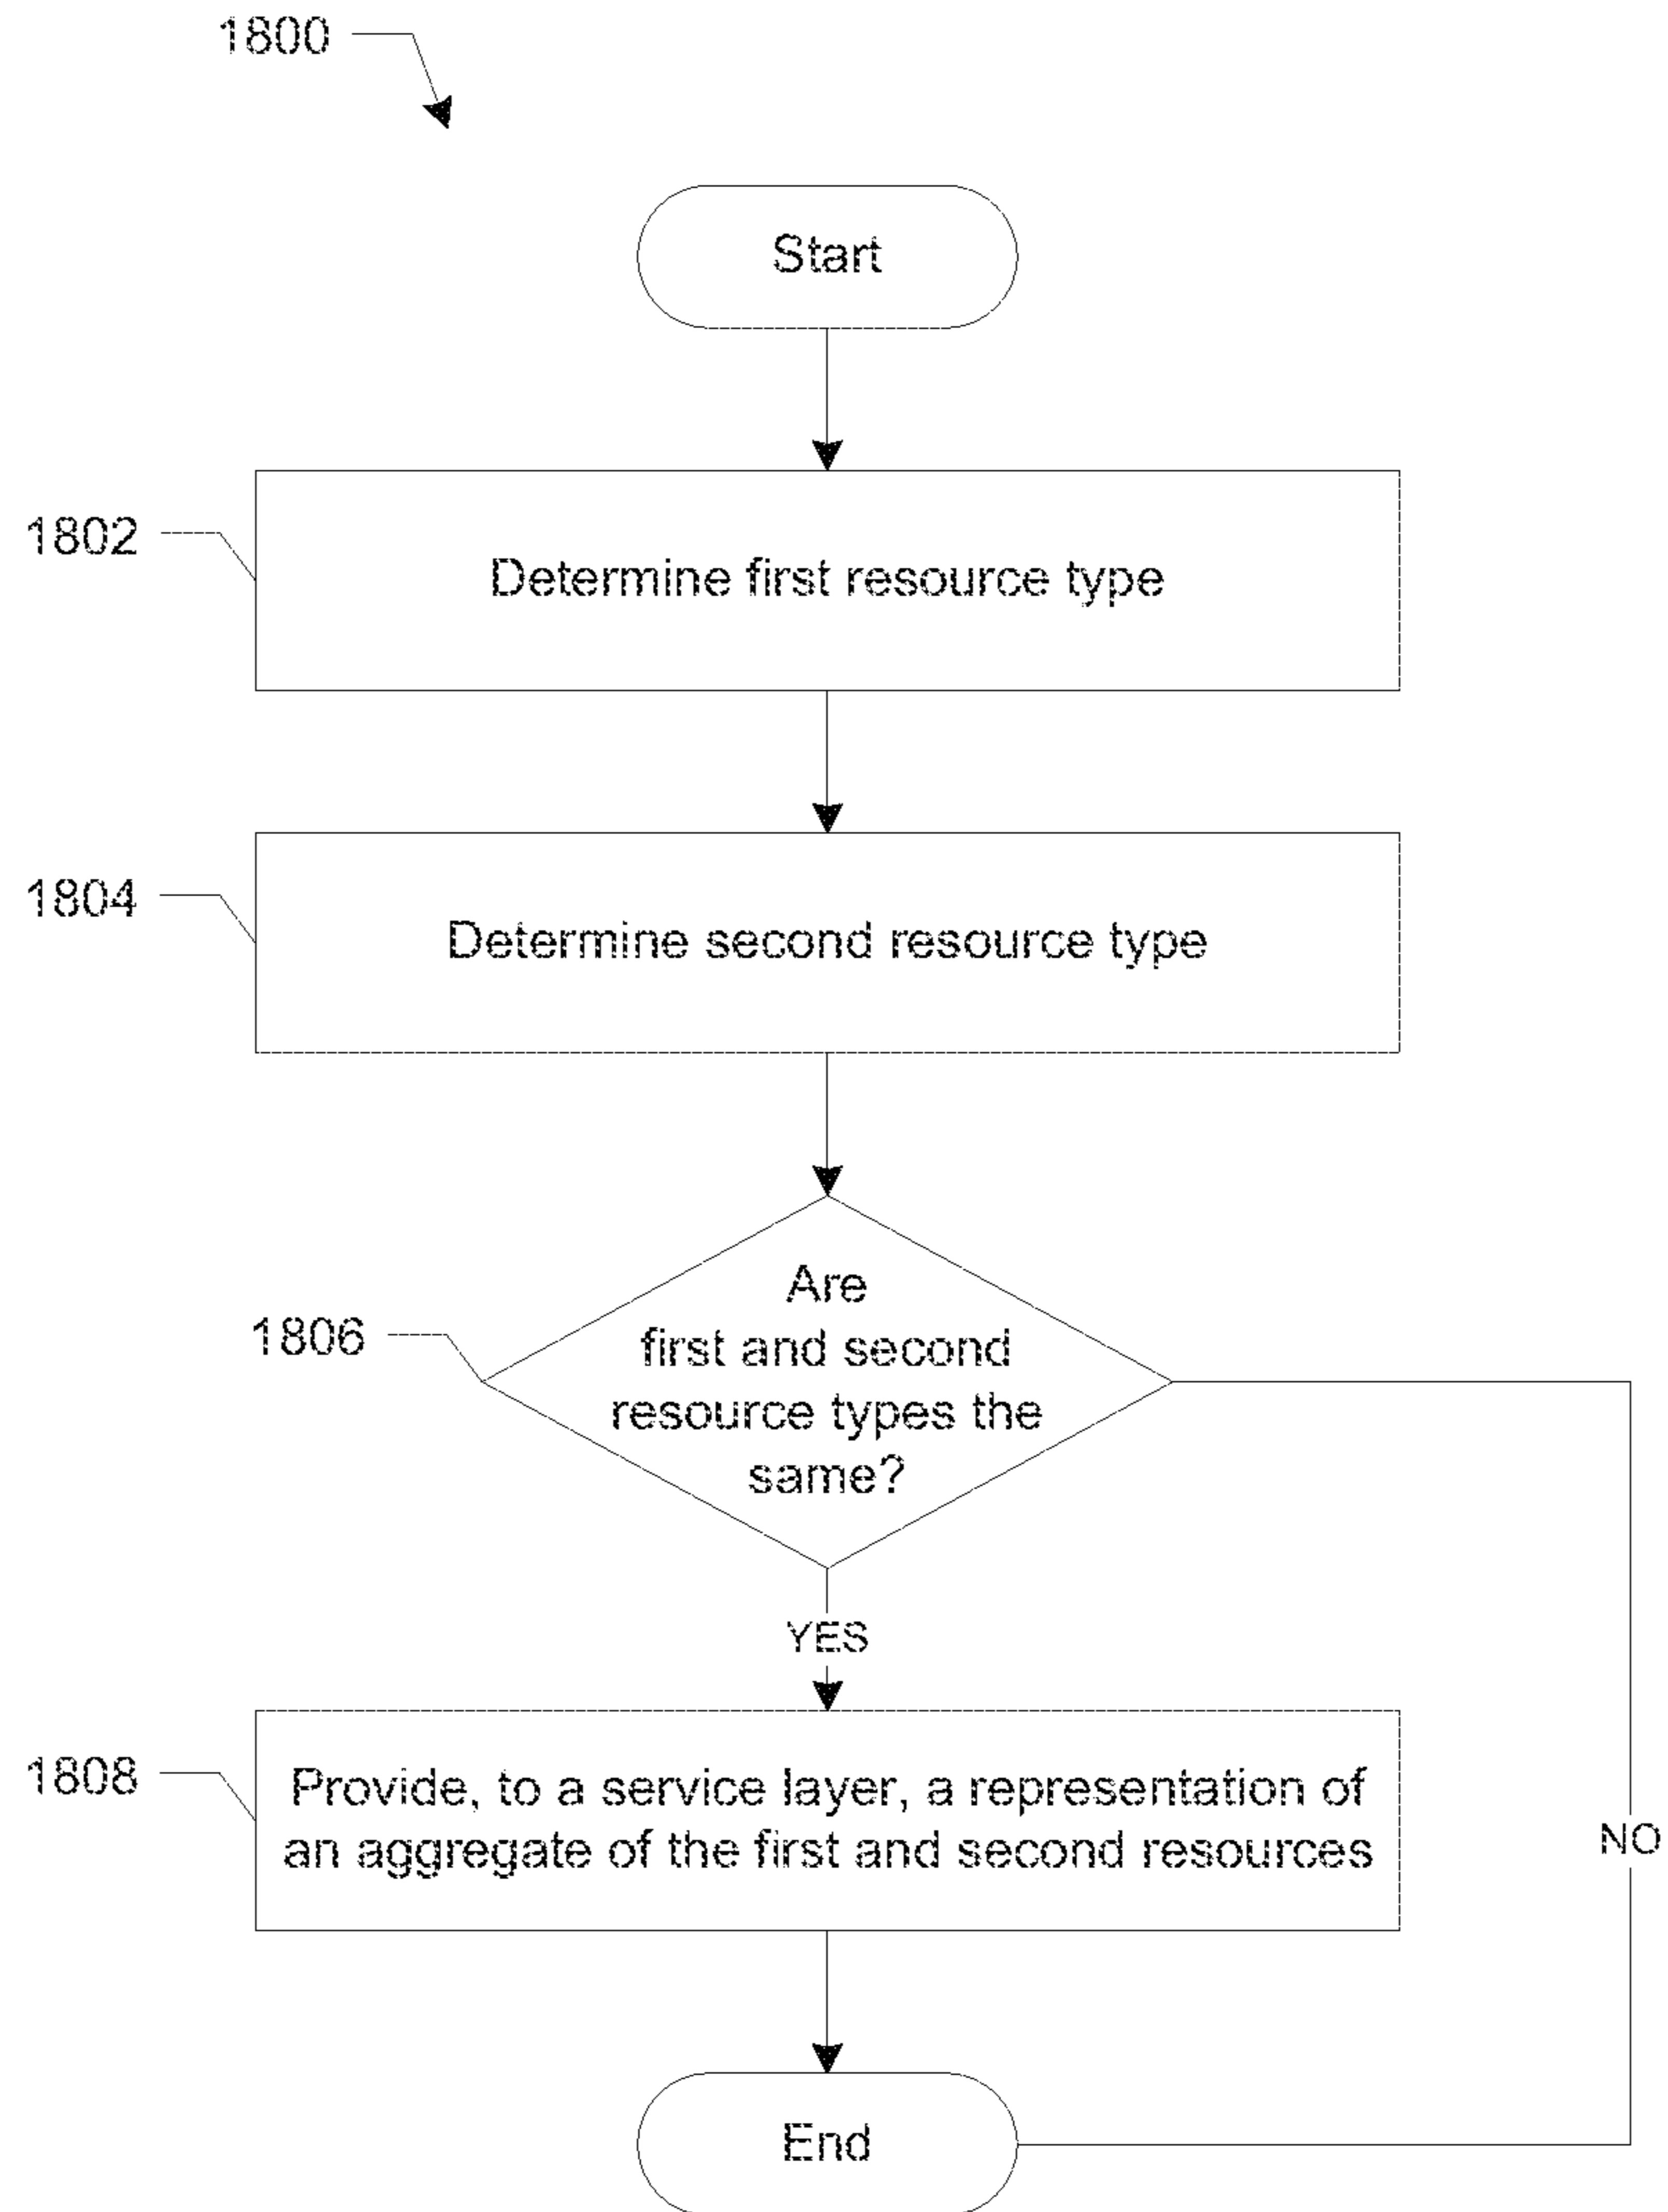 1800
Start
1802
Determine first resource type
1804
Determine second resource type
1806
Are
first and second
resource types the
same?
YES
1808
Provide, to a service layer, a representation of
an aggregate of the first and second resources
NO
End